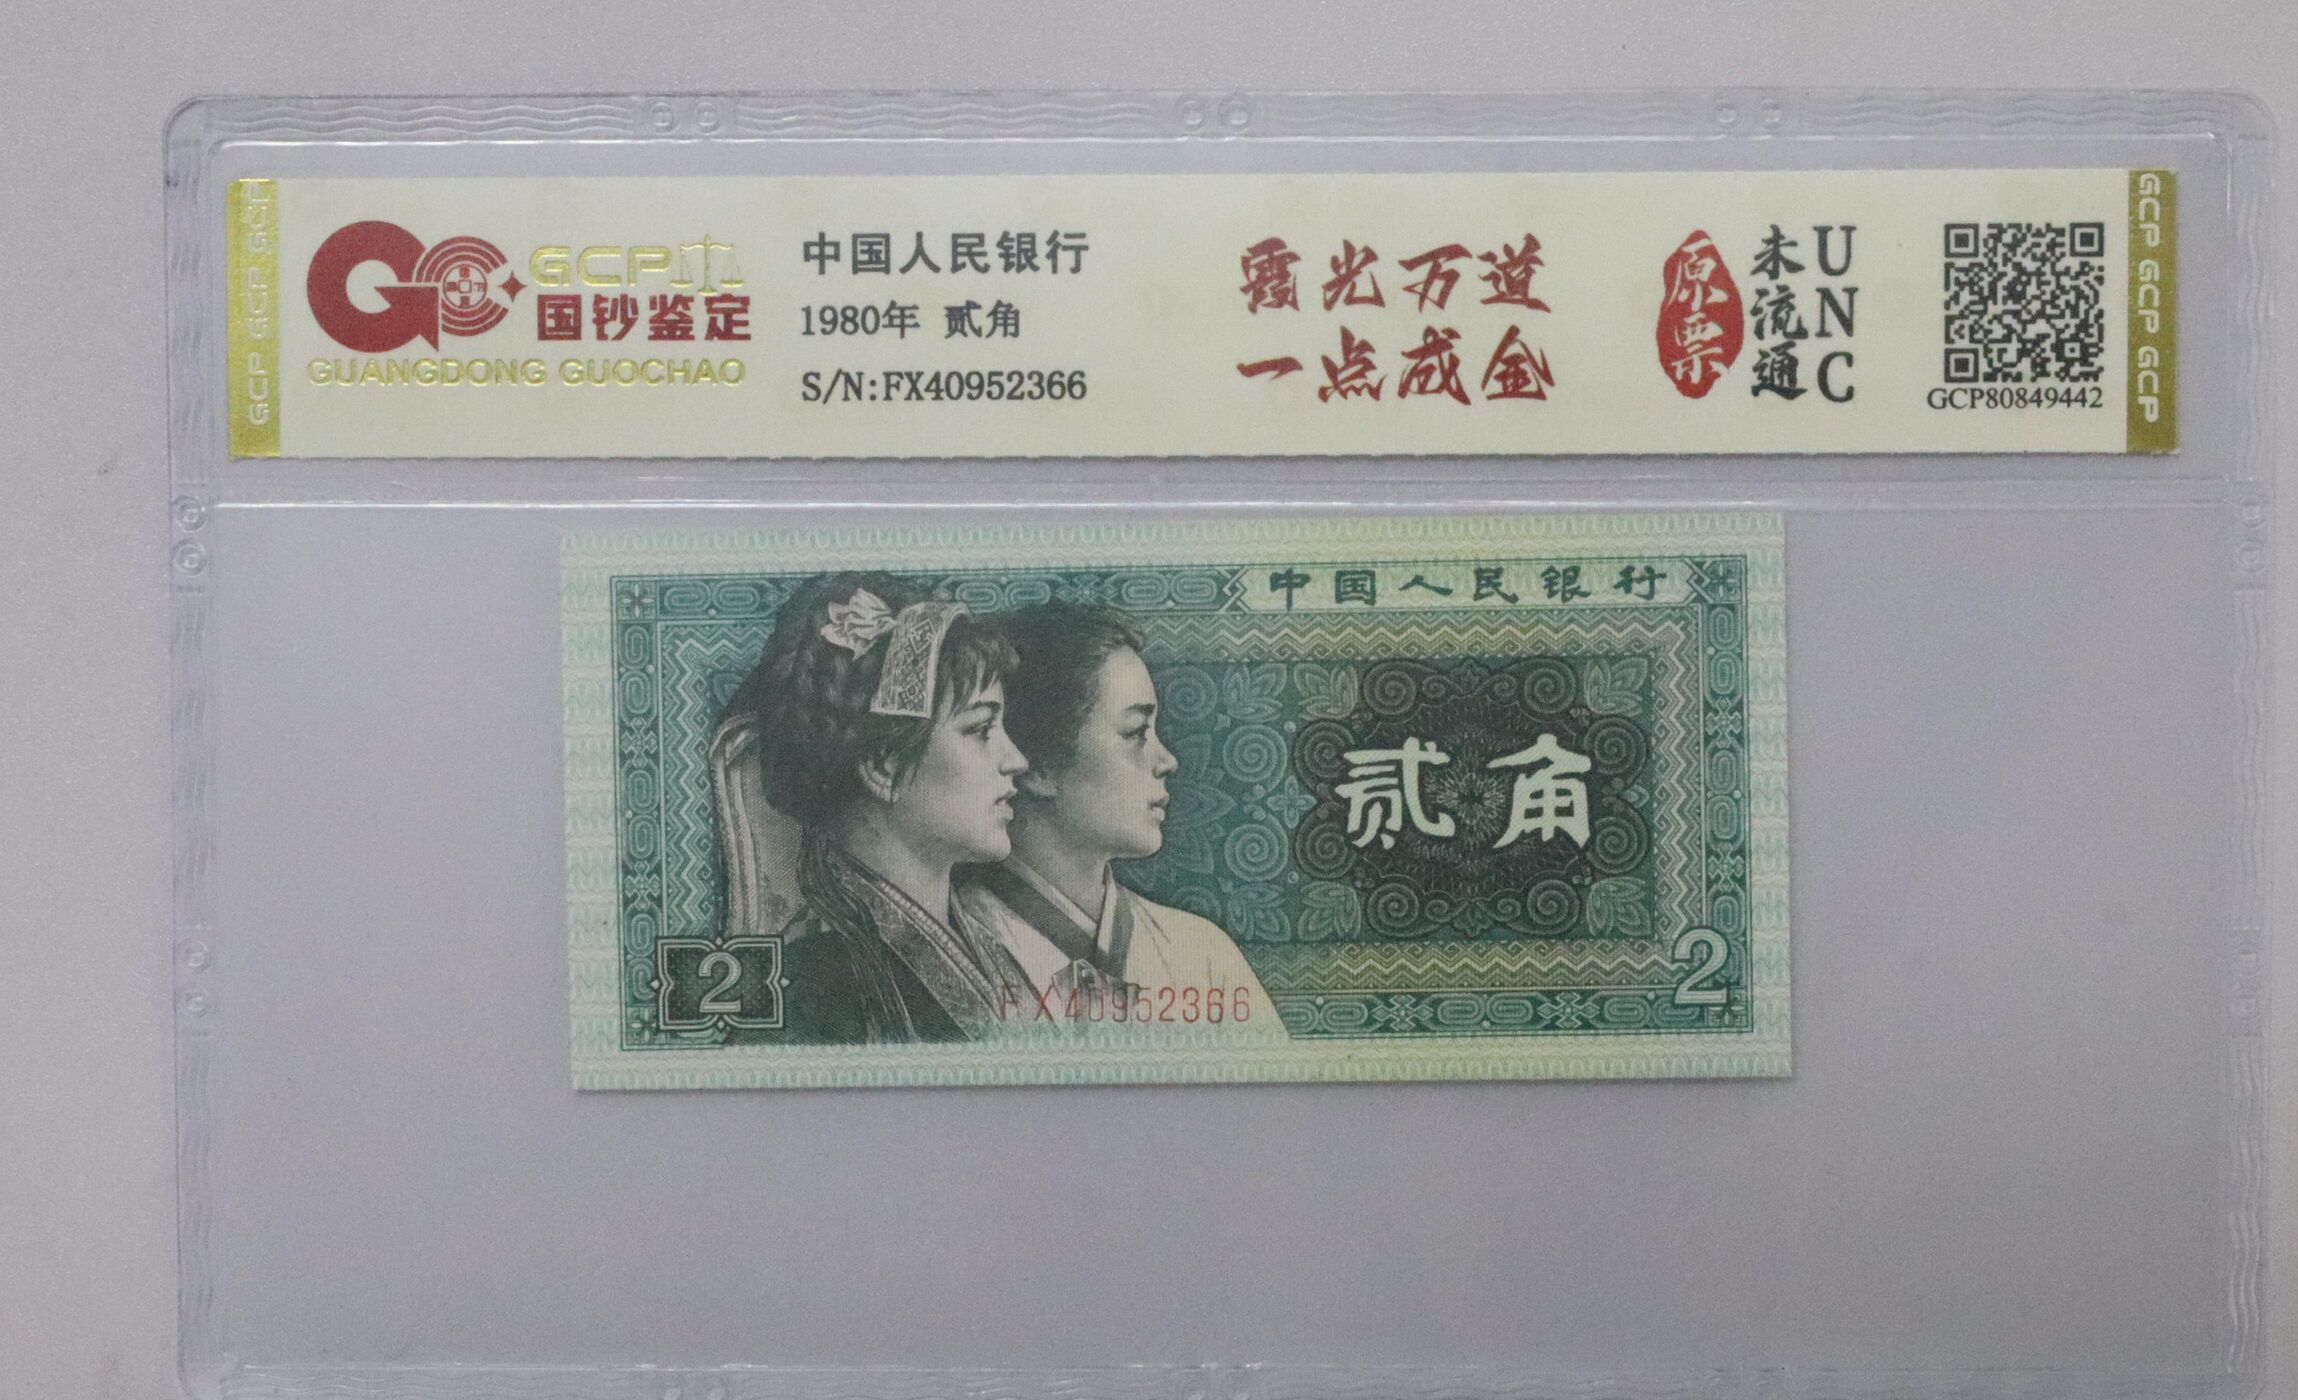 GCP
国钞鉴定
GUANGDONG GUOCHAO
中国人民银行
1980年 贰角
S/N:FX40952366
霞光万道
一点成金
原票
未流通
UNC
GCP80849442
GCP GCP GCP
GCP GCP GCP
中国人民银行
贰角
2
2
FX40952366